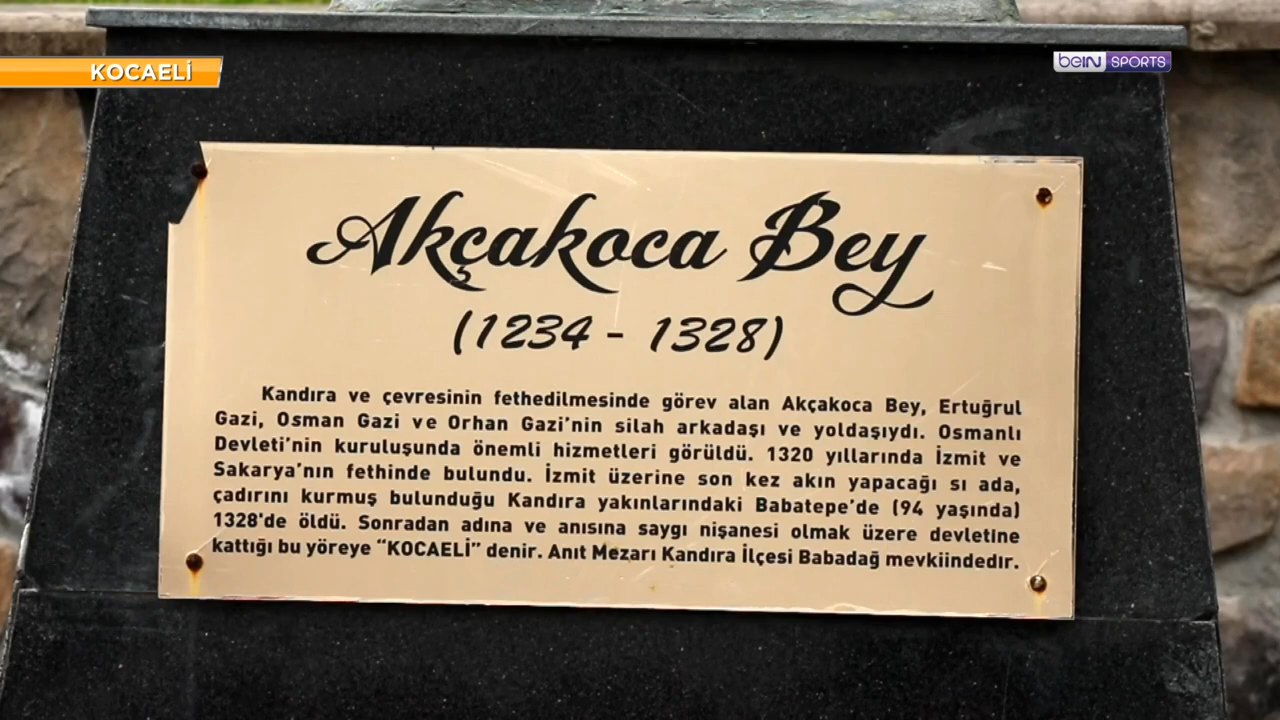 KOCAELİ
beIN SPORTS
Akçakoca Bey
(1234 - 1328)
Kandıra ve çevresinin fethedilmesinde görev alan Akçakoca Bey, Ertuğrul
Gazi, Osman Gazi ve Orhan Gazi'nin silah arkadaşı ve yoldaşıydı. Osmanlı
Devleti'nin kuruluşunda önemli hizmetleri görüldü. 1320 yıllarında İzmit ve
Sakarya'nın fethinde bulundu. İzmit üzerine son kez akın yapacağı sı ada,
çadırını kurmuş bulunduğu Kandıra yakınlarındaki Babatepe'de (94 yaşında)
1328'de öldü. Sonradan adına ve anısına saygı nişanesi olmak üzere devletine
kattığı bu yöreye "KOCAELİ" denir. Anıt Mezarı Kandıra İlçesi Babadağ mevkiindedir.